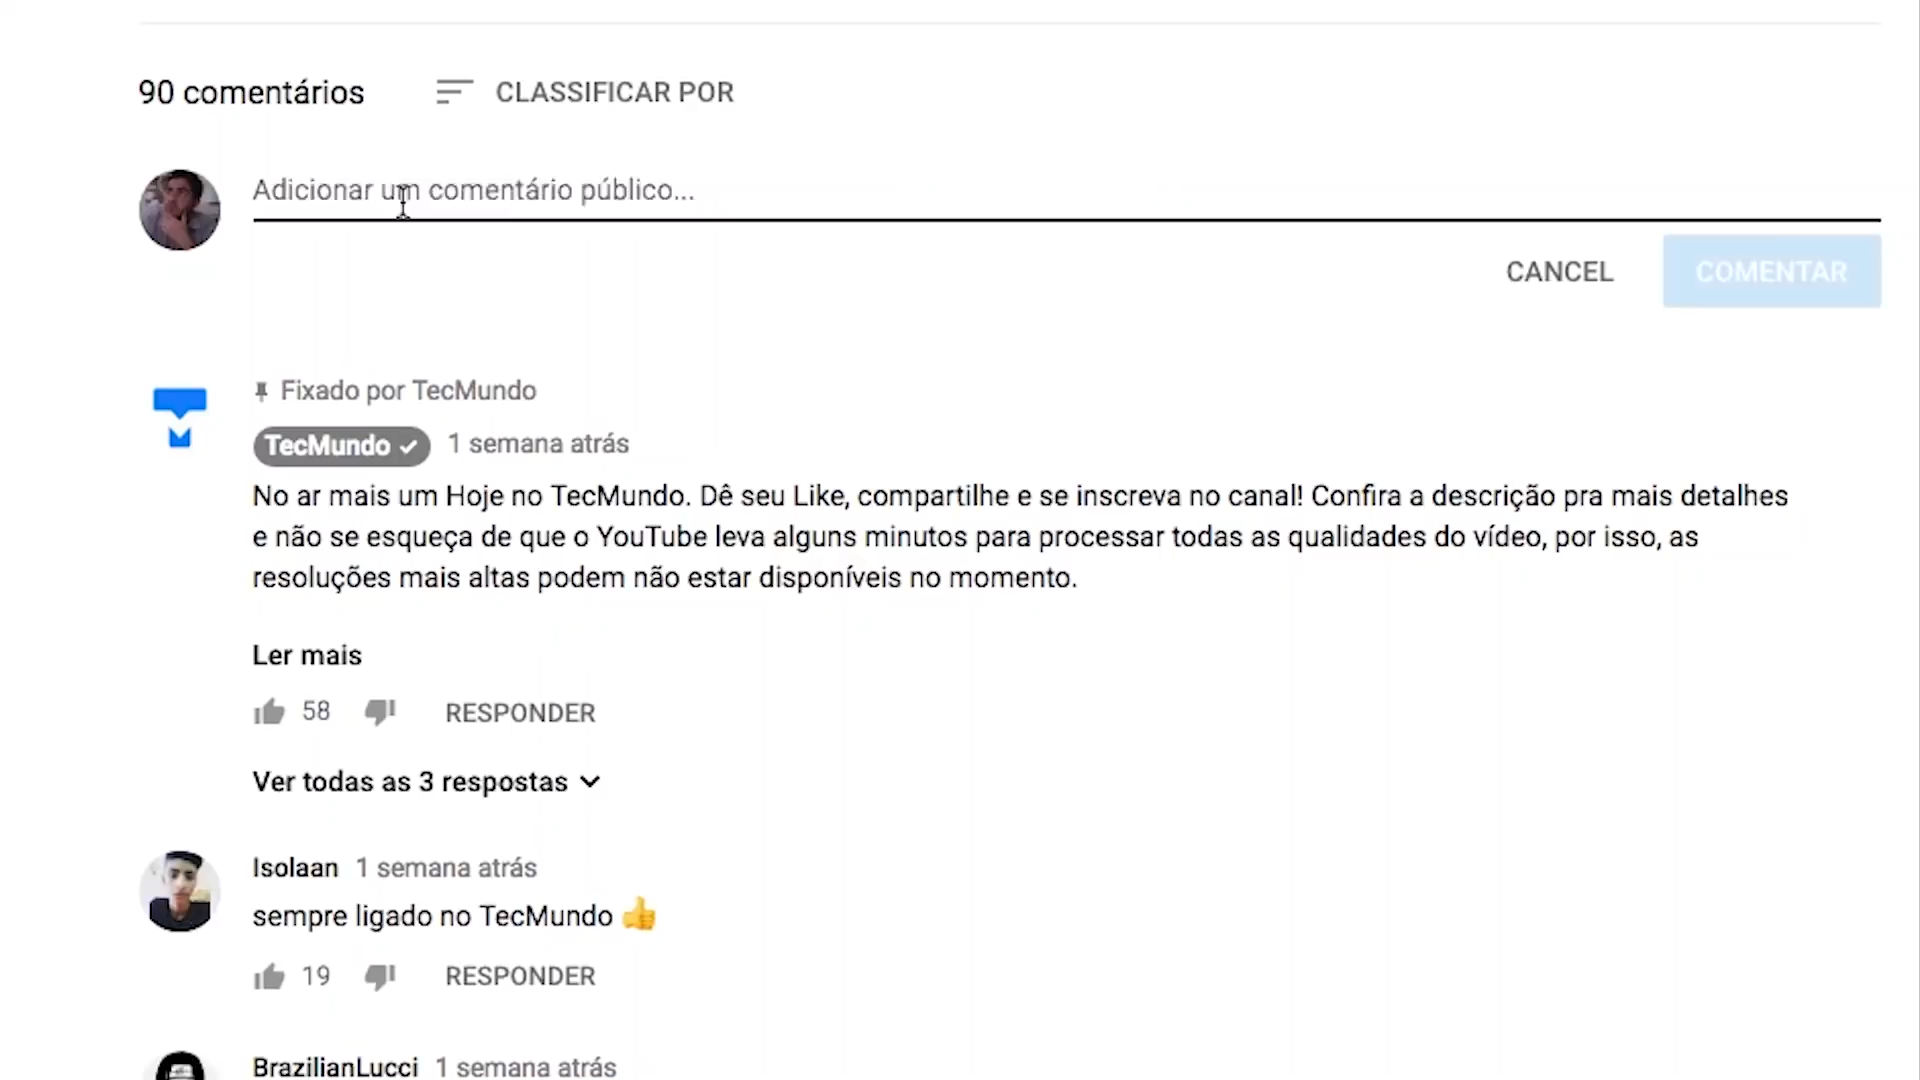 90 comentários CLASSIFICAR POR
Adicionar um comentário público...
CANCEL COMENTAR
Fixado por TecMundo
TecMundo 1 semana atrás
No ar mais um Hoje no TecMundo. Dê seu Like, compartilhe e se inscreva no canal! Confira a descrição pra mais detalhes
e não se esqueça de que o YouTube leva alguns minutos para processar todas as qualidades do vídeo, por isso, as
resoluções mais altas podem não estar disponíveis no momento.
Ler mais
58 RESPONDER
Ver todas as 3 respostas
Isolaan 1 semana atrás
sempre ligado no TecMundo 👍
19 RESPONDER
BrazilianLucci 1 semana atrás